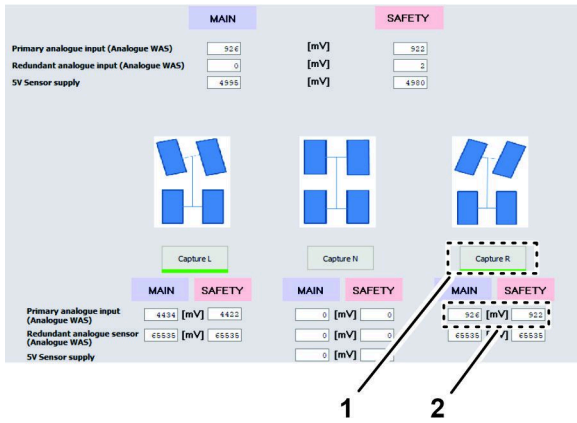 MAIN SAFETY
Primary analogue input (Analogue WAS) 926 [mV] 922
Redundant analogue input (Analogue WAS) 0 [mV] 2
5V Sensor supply 4995 [mV] 4980
Capture L Capture N Capture R
MAIN SAFETY MAIN SAFETY MAIN SAFETY
Primary analogue input
(Analogue WAS) 4434 [mV] 4422 0 [mV] 0 926 [mV] 922
Redundant analogue sensor
(Analogue WAS) 65535 [mV] 65535 0 [mV] 0 65535 [mV] 65535
5V Sensor supply 0 [mV]
1 2